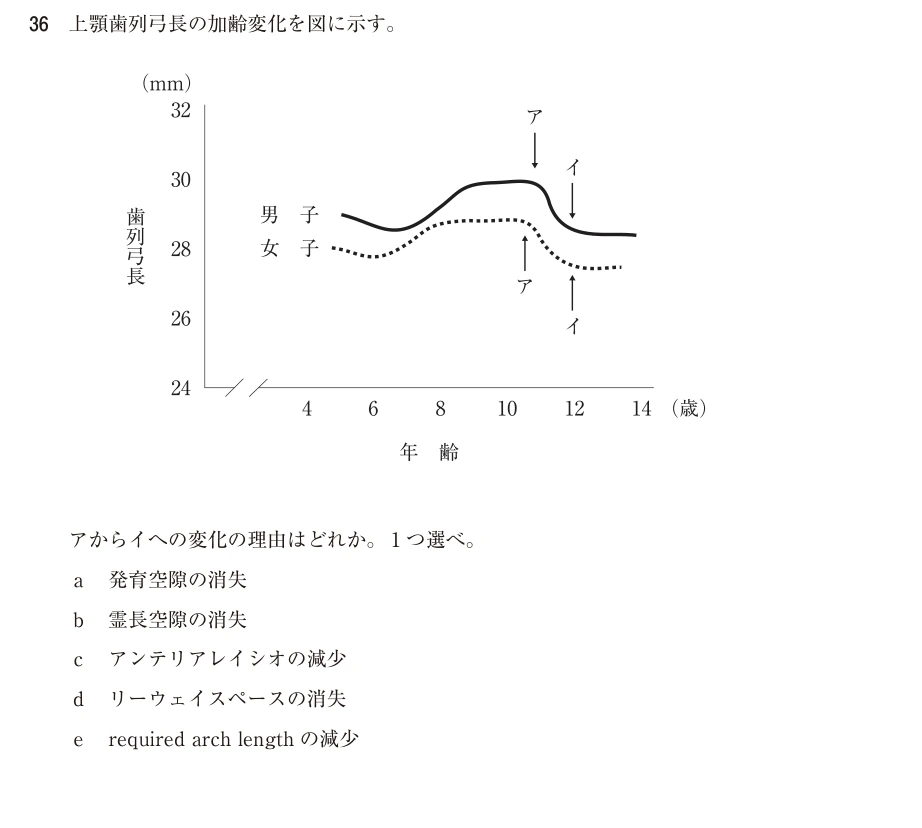 36 上顎歯列弓長の加齢変化を図に示す。
(mm)
32
30
28
26
24
歯列弓長
ア
イ
男 子
女 子
ア
イ
4 6 8 10 12 14 (歳)
年 齢
アからイへの変化の理由はどれか。1つ選べ。
a 発育空隙の消失
b 霊長空隙の消失
c アンテリアレイシオの減少
d リーウェイスペースの消失
e required arch length の減少